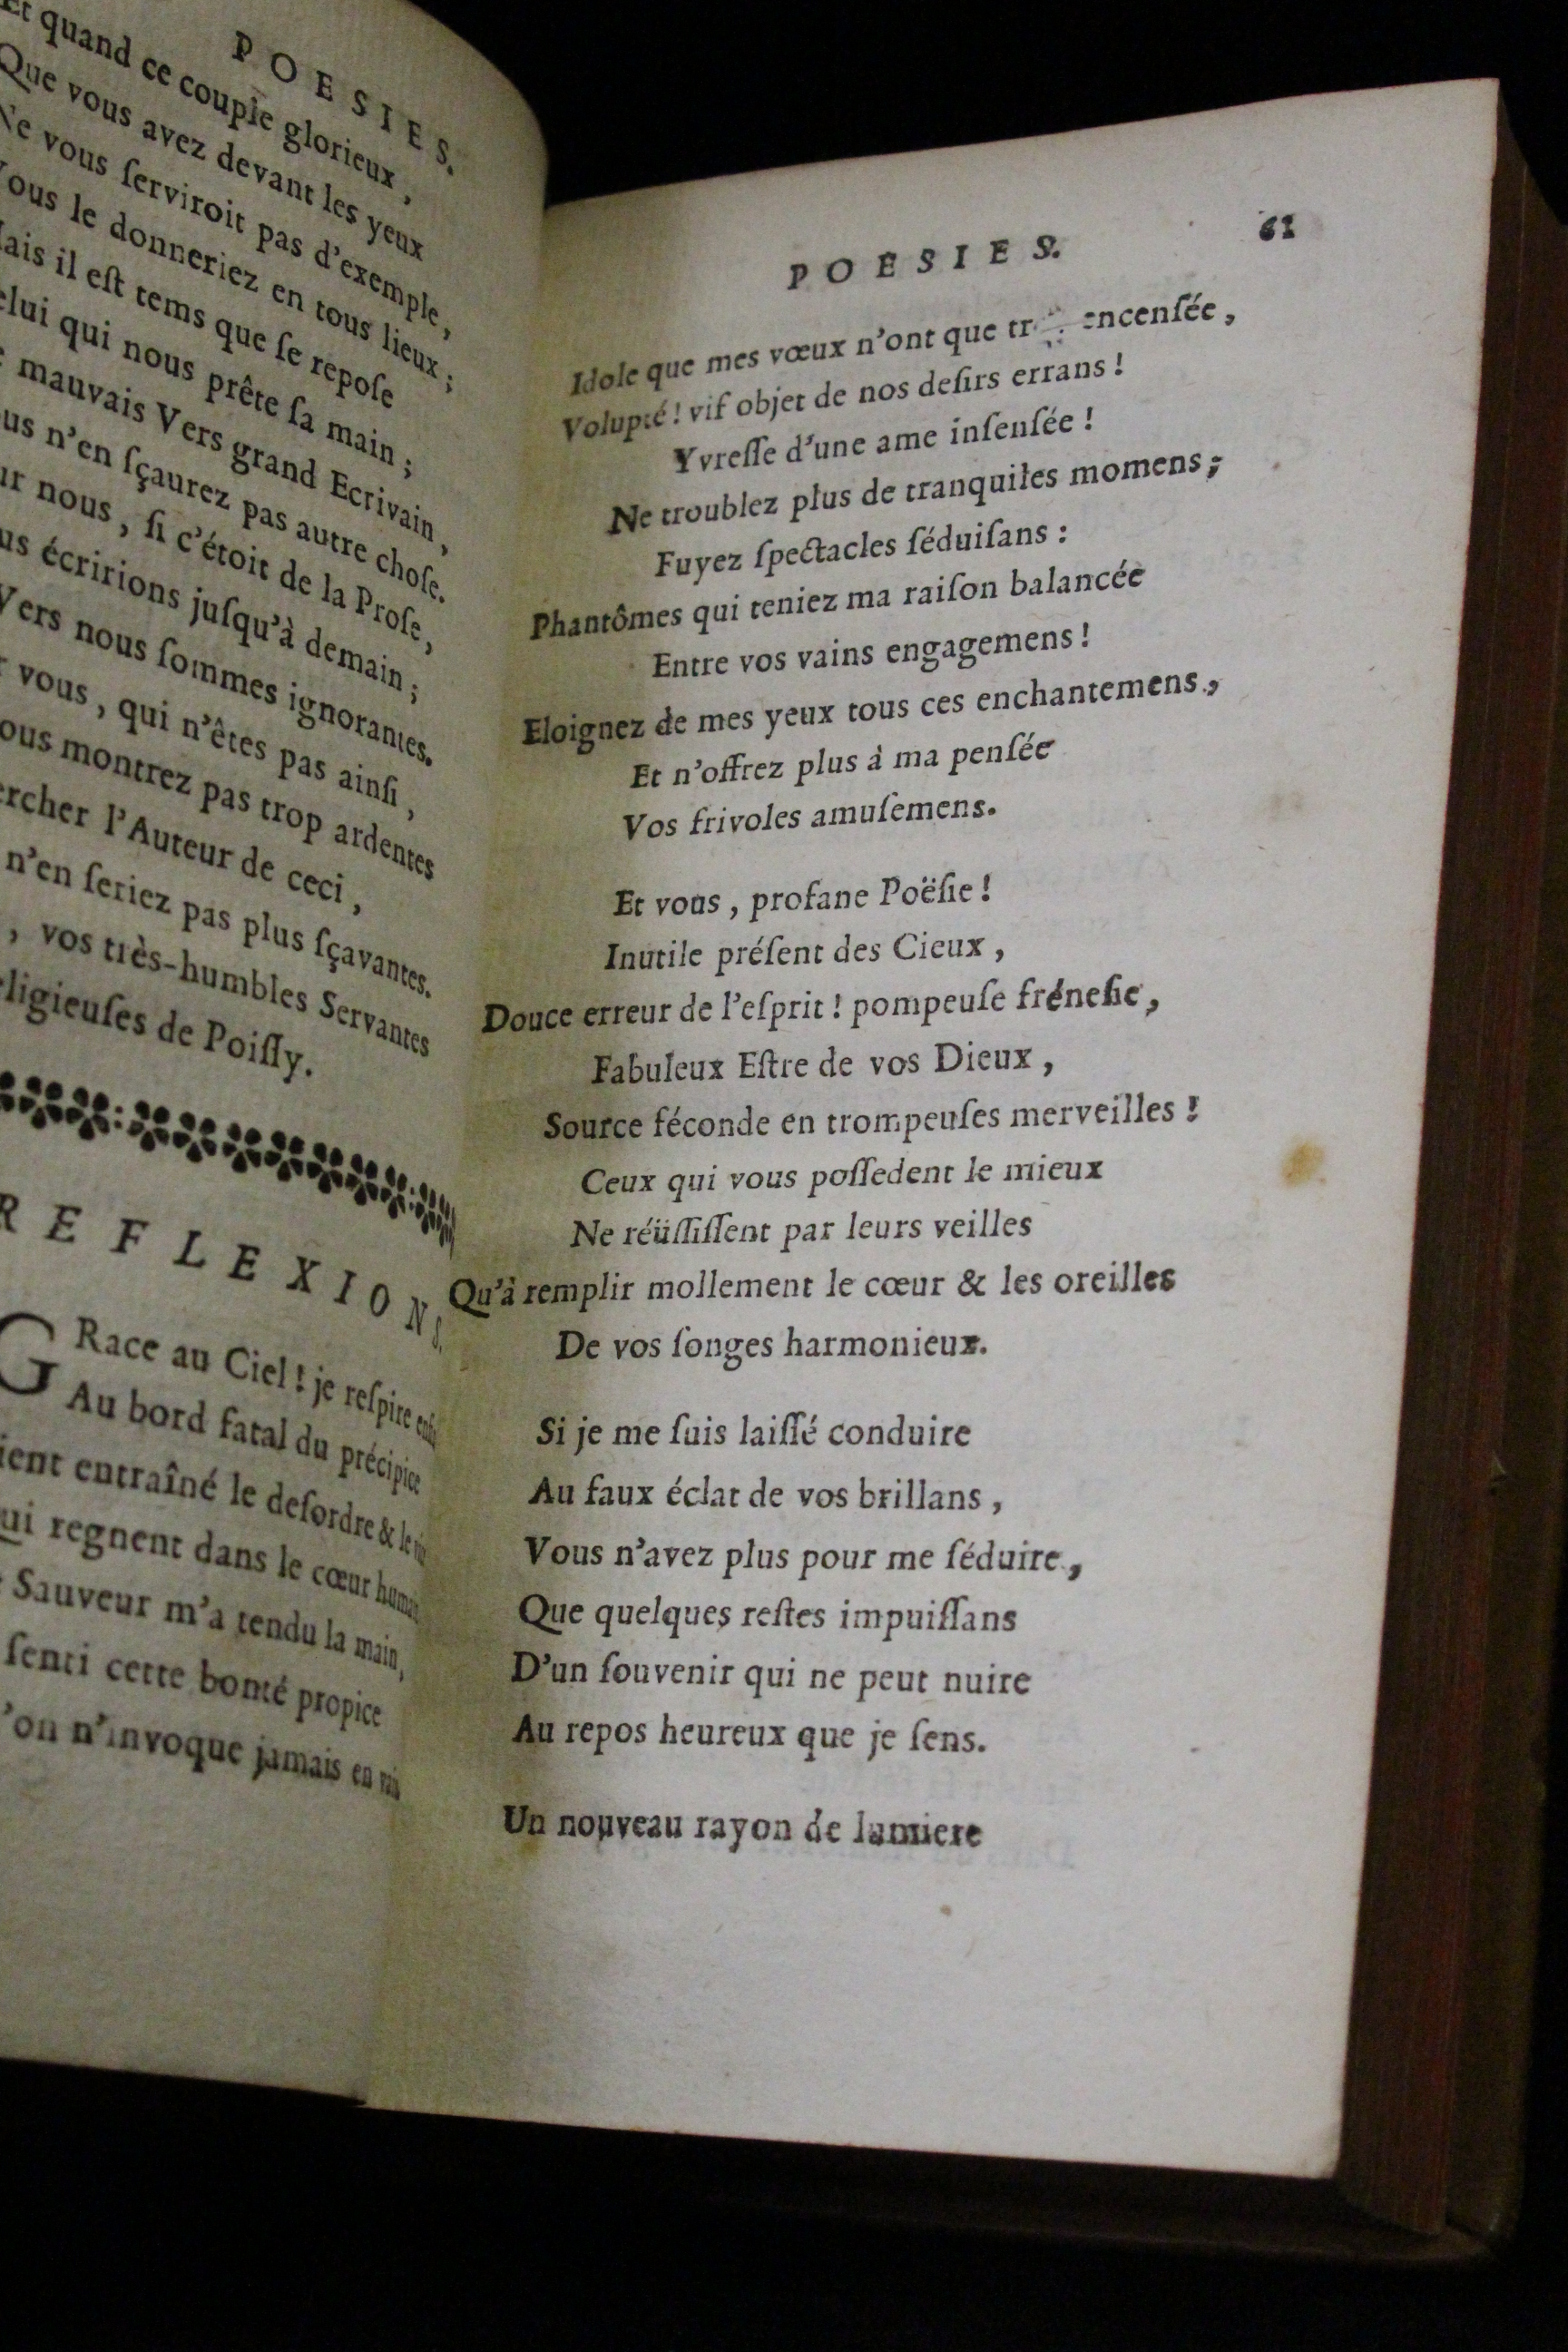 POESIES.
Et quand ce couple glorieux,
Que vous avez devant les yeux
Ne vous ſerviroit pas d'exemple,
Vous le donneriez en tous lieux;
il eſt tems que ſe repoſe
qui nous prête ſa main;
mauvais Vers grand Ecrivain,
n'en ſçaurez pas autre choſe.
nous, ſi c'étoit de la Proſe,
écririons juſqu'à demain;
Vers nous ſommes ignorantes.
vous, qui n'êtes pas ainſi,
montrez pas trop ardentes
l'Auteur de ceci,
n'en ſeriez pas plus ſçavantes.
, vos très-humbles Servantes
de Poiſſy.
REFLEXIONS.
GRace au Ciel! je reſpire enfin
Au bord fatal du précipice
entraîné le deſordre & le
regnent dans le cœur humain
Sauveur m'a tendu la main,
ſenti cette bonté propice
n'invoque jamais en
POESIES. 61
Idole que mes vœux n'ont que encenſée,
Volupté! vif objet de nos deſirs errans!
Yvreſſe d'une ame inſenſée!
Ne troublez plus de tranquiles momens;
Fuyez ſpectacles ſéduiſans:
Phantômes qui teniez ma raiſon balancée
Entre vos vains engagemens!
Eloignez de mes yeux tous ces enchantemens,
Et n'offrez plus à ma penſée
Vos frivoles amuſemens.
Et vous, profane Poëſie!
Inutile préſent des Cieux,
Douce erreur de l'eſprit! pompeuſe fréneſie,
Fabuleux Eſtre de vos Dieux,
Source féconde en trompeuſes merveilles!
Ceux qui vous poſſedent le mieux
Ne réüſſiſſent par leurs veilles
Qu'à remplir mollement le cœur & les oreilles
De vos ſonges harmonieux.
Si je me ſuis laiſſé conduire
Au faux éclat de vos brillans,
Vous n'avez plus pour me ſéduire,
Que quelques reſtes impuiſſans
D'un ſouvenir qui ne peut nuire
Au repos heureux que je ſens.
Un nouveau rayon de lumiere